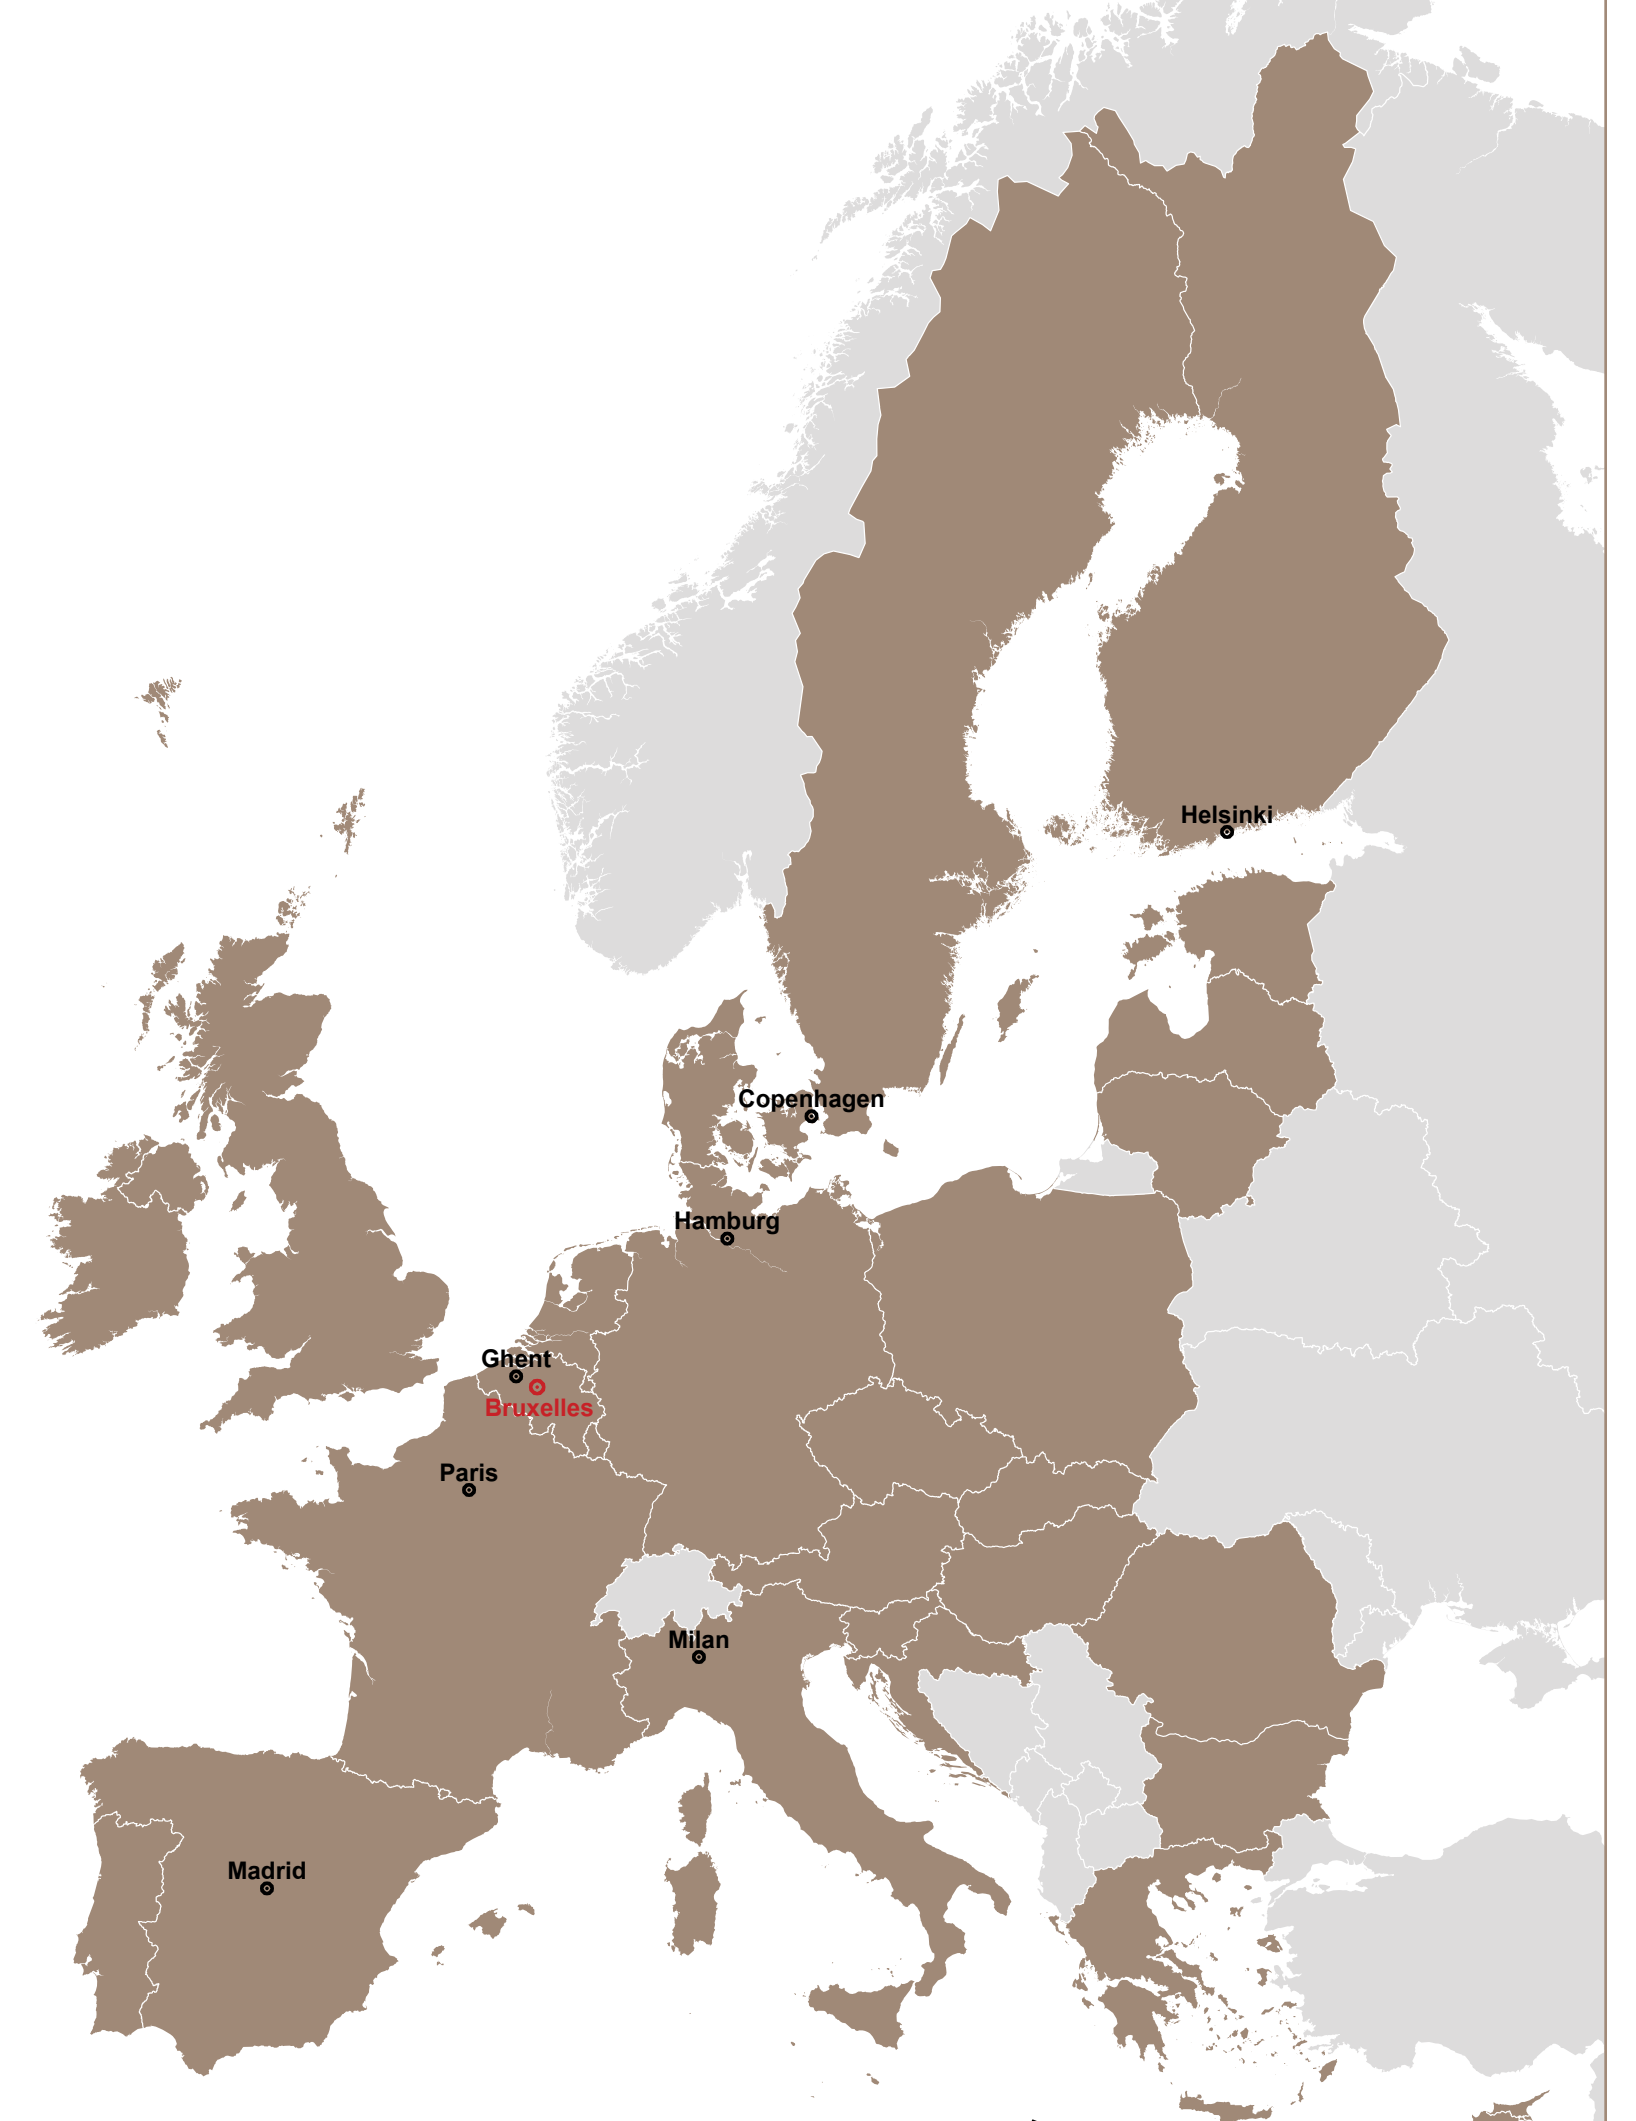 Helsinki
Copenhagen
Hamburg
Ghent
Bruxelles
Paris
Milan
Madrid